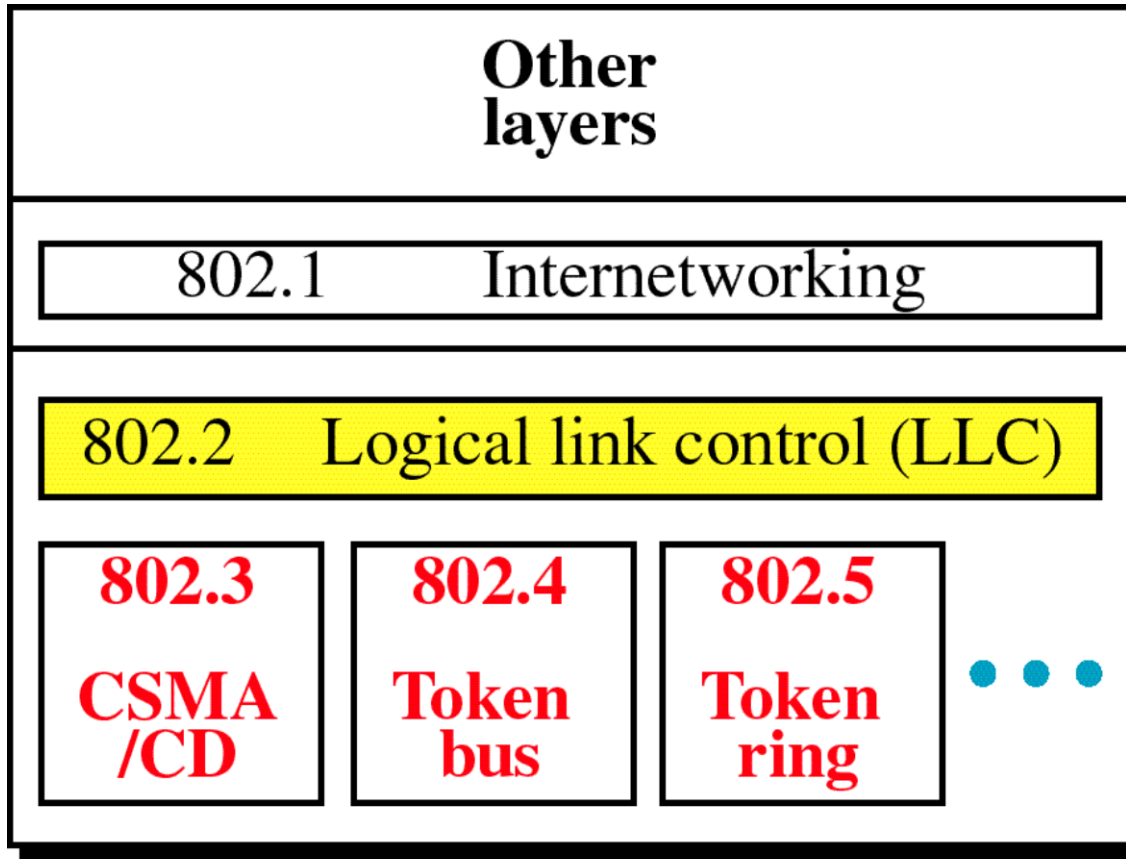 Other
layers
802.1 Internetworking
802.2 Logical link control (LLC)
802.3
CSMA
/CD
802.4
Token
bus
802.5
Token
ring